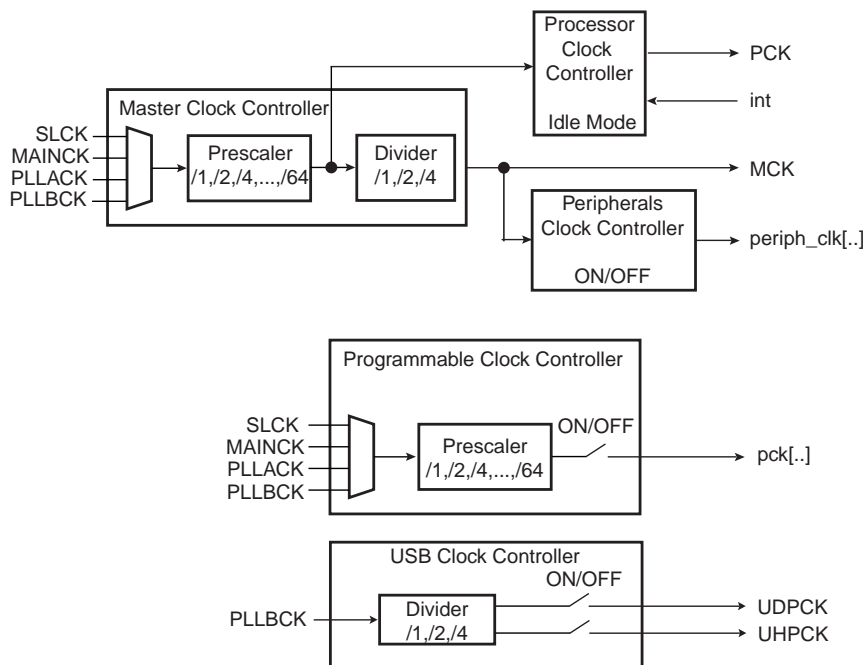 Processor
Clock
Controller
Idle Mode
PCK
int
Master Clock Controller
SLCK
MAINCK
PLLACK
PLLBCK
Prescaler
/1,/2,/4,...,/64
Divider
/1,/2,/4
MCK
Peripherals
Clock Controller
ON/OFF
periph_clk[..]
Programmable Clock Controller
SLCK
MAINCK
PLLACK
PLLBCK
Prescaler
/1,/2,/4,...,/64
ON/OFF
pck[..]
USB Clock Controller
ON/OFF
PLLBCK
Divider
/1,/2,/4
UDPCK
UHPCK